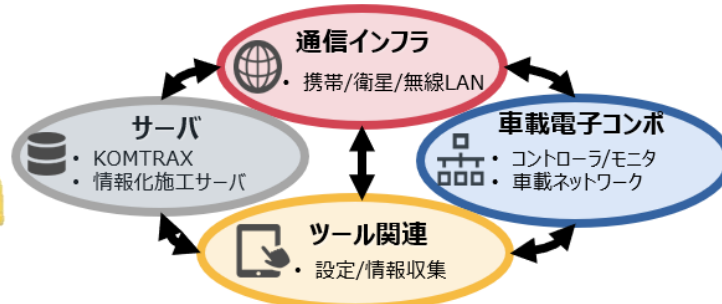 通信インフラ
• 携帯/衛星/無線LAN
サーバ
• KOMTRAX
• 情報化施工サーバ
車載電子コンポ
• コントローラ/モニタ
• 車載ネットワーク
ツール関連
• 設定/情報収集